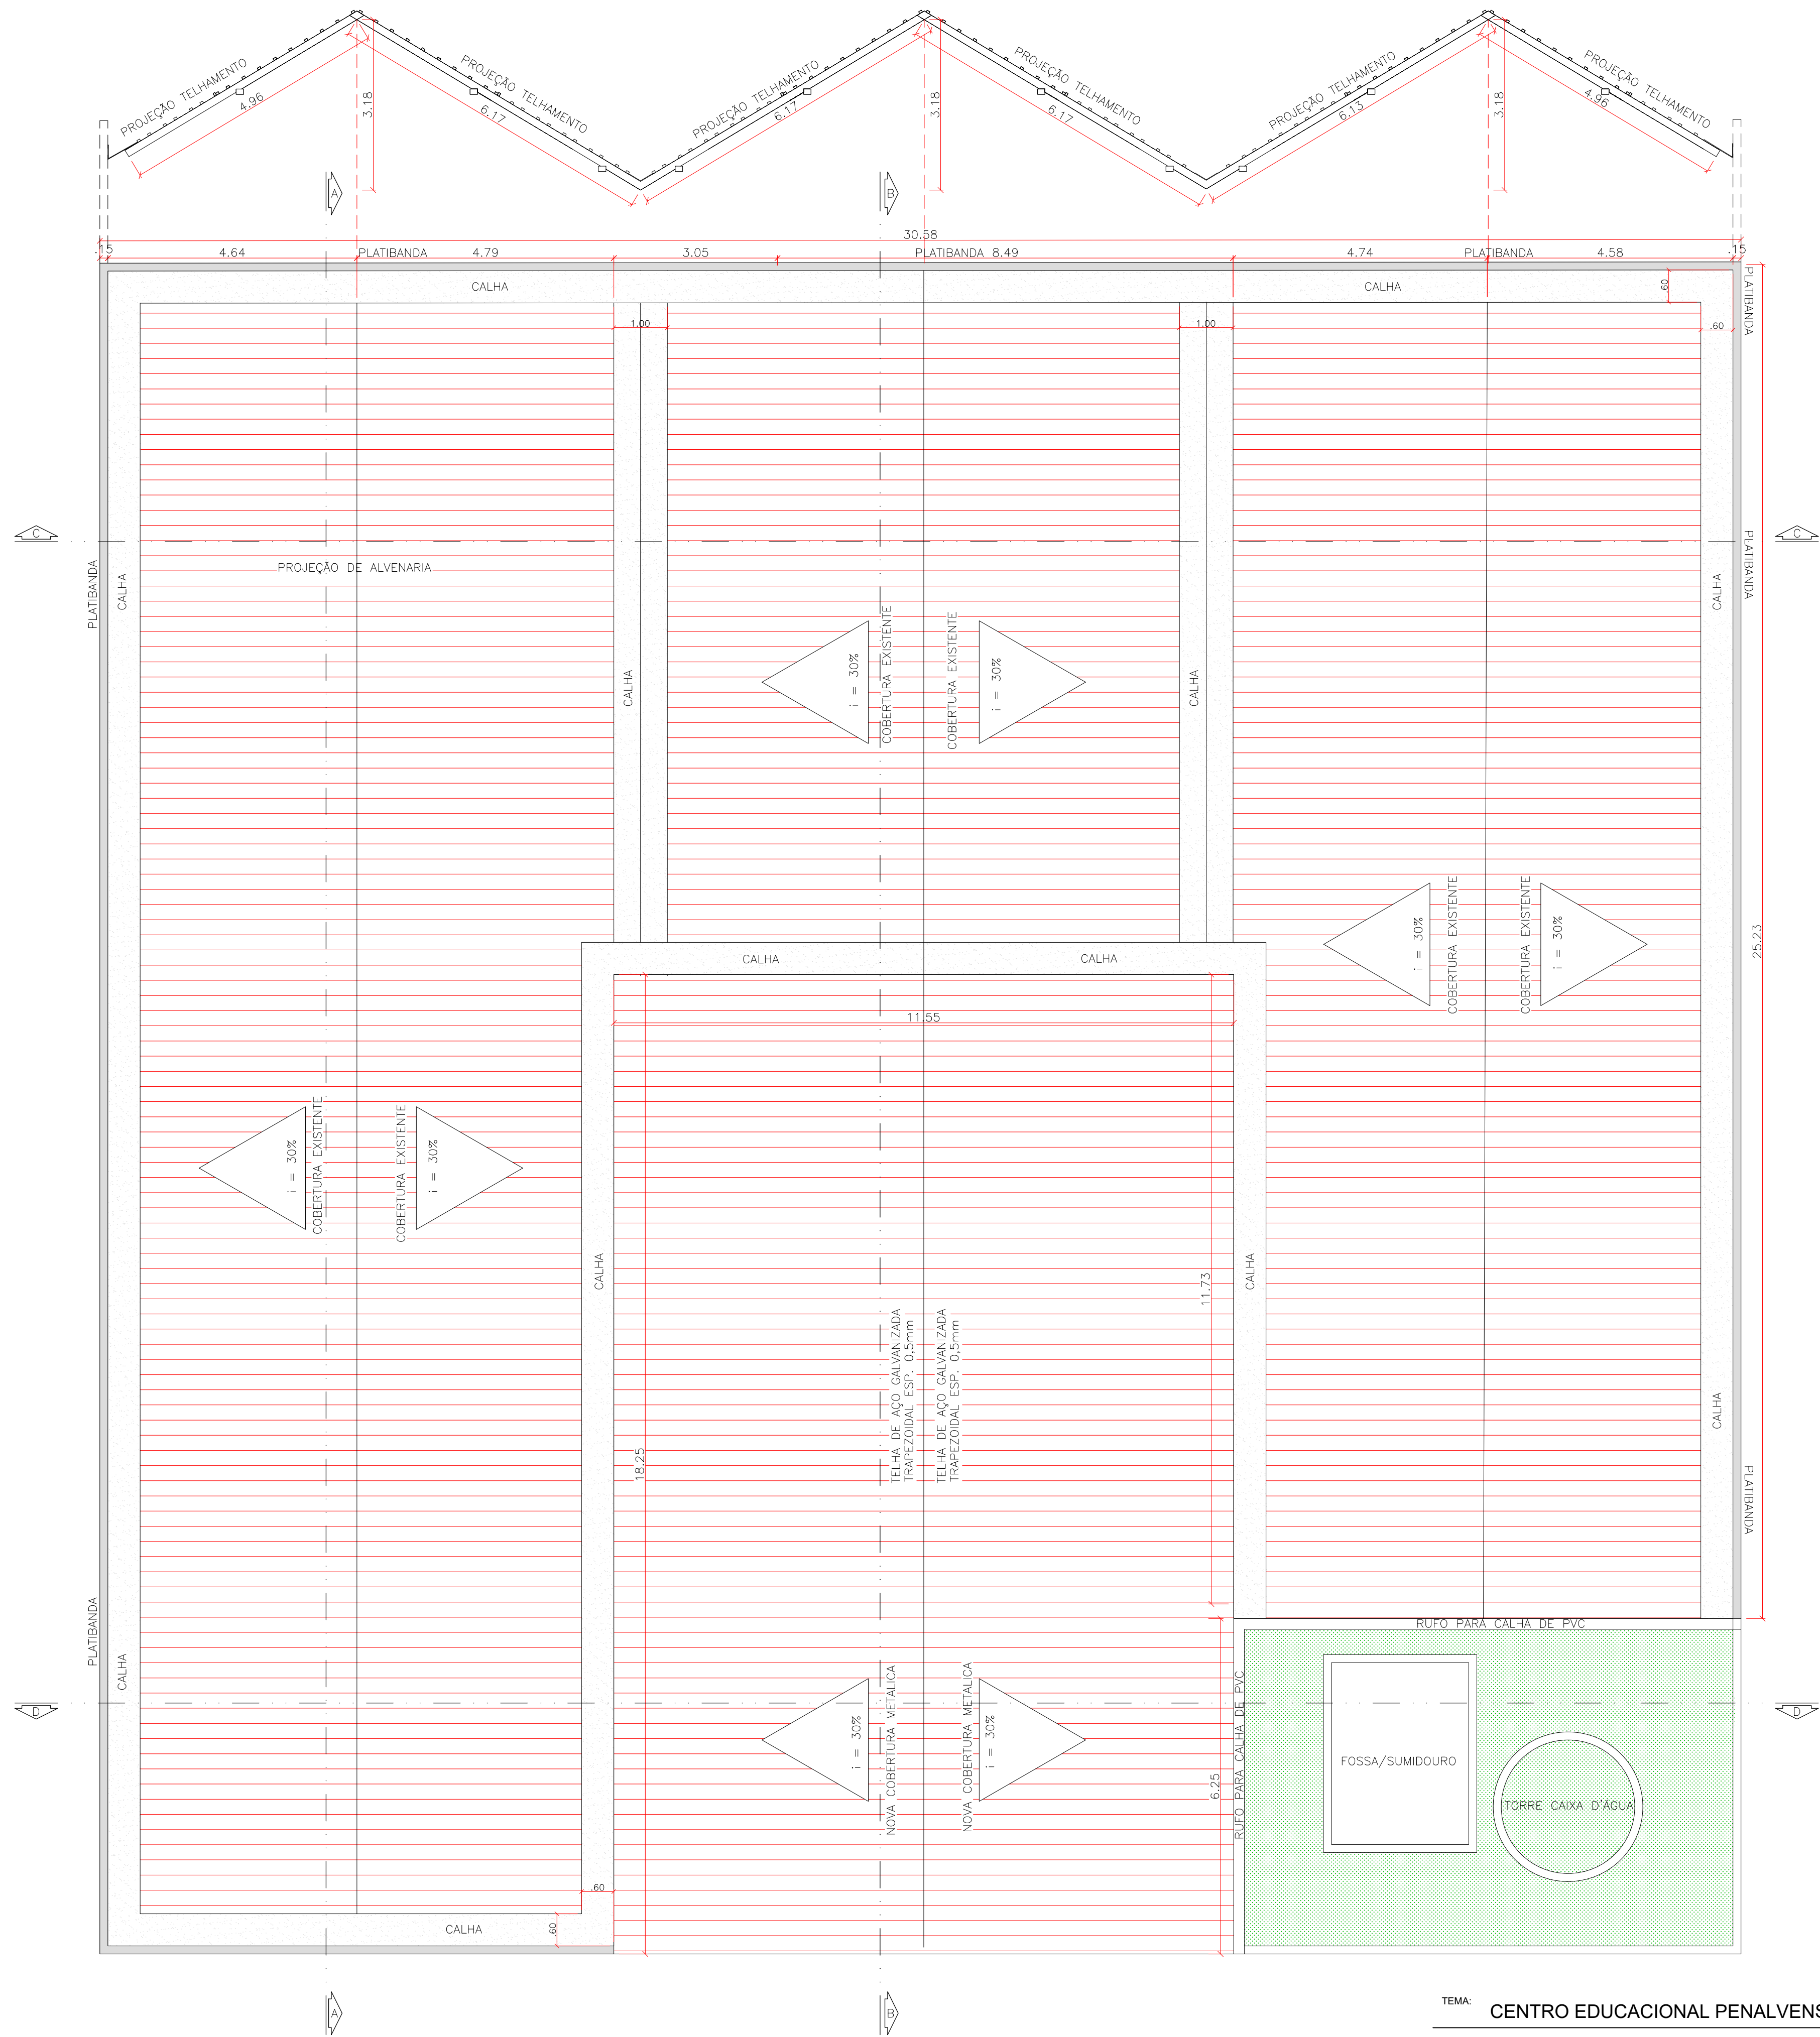 PROJEÇÃO TELHAMENTO
4.96
3.18
PROJEÇÃO TELHAMENTO
6.17
PROJEÇÃO TELHAMENTO
6.17
3.18
PROJEÇÃO TELHAMENTO
6.17
PROJEÇÃO TELHAMENTO
6.13
3.18
PROJEÇÃO TELHAMENTO
4.96
A
B
30.58
.15
4.64
PLATIBANDA
4.79
3.05
PLATIBANDA 8.49
4.74
PLATIBANDA
4.58
.15
CALHA
CALHA
.60
PLATIBANDA
1.00
1.00
.60
C
C
PROJEÇÃO DE ALVENARIA
PLATIBANDA
CALHA
PLATIBANDA
CALHA
i = 30%
COBERTURA EXISTENTE
COBERTURA EXISTENTE
i = 30%
CALHA
CALHA
i = 30%
COBERTURA EXISTENTE
COBERTURA EXISTENTE
i = 30%
25.23
CALHA
CALHA
11.55
i = 30%
COBERTURA EXISTENTE
COBERTURA EXISTENTE
i = 30%
CALHA
11.73
CALHA
TELHA DE AÇO GALVANIZADA
TRAPEZOIDAL ESP. 0,5mm
TELHA DE AÇO GALVANIZADA
TRAPEZOIDAL ESP. 0,5mm
18.25
CALHA
PLATIBANDA
PLATIBANDA
CALHA
RUFO PARA CALHA DE PVC
D
D
i = 30%
NOVA COBERTURA METALICA
NOVA COBERTURA METALICA
i = 30%
6.25
RUFO PARA CALHA DE PVC
FOSSA/SUMIDOURO
TORRE CAIXA D'ÁGUA
.60
.60
CALHA
A
B
TEMA:
CENTRO EDUCACIONAL PENALVENS